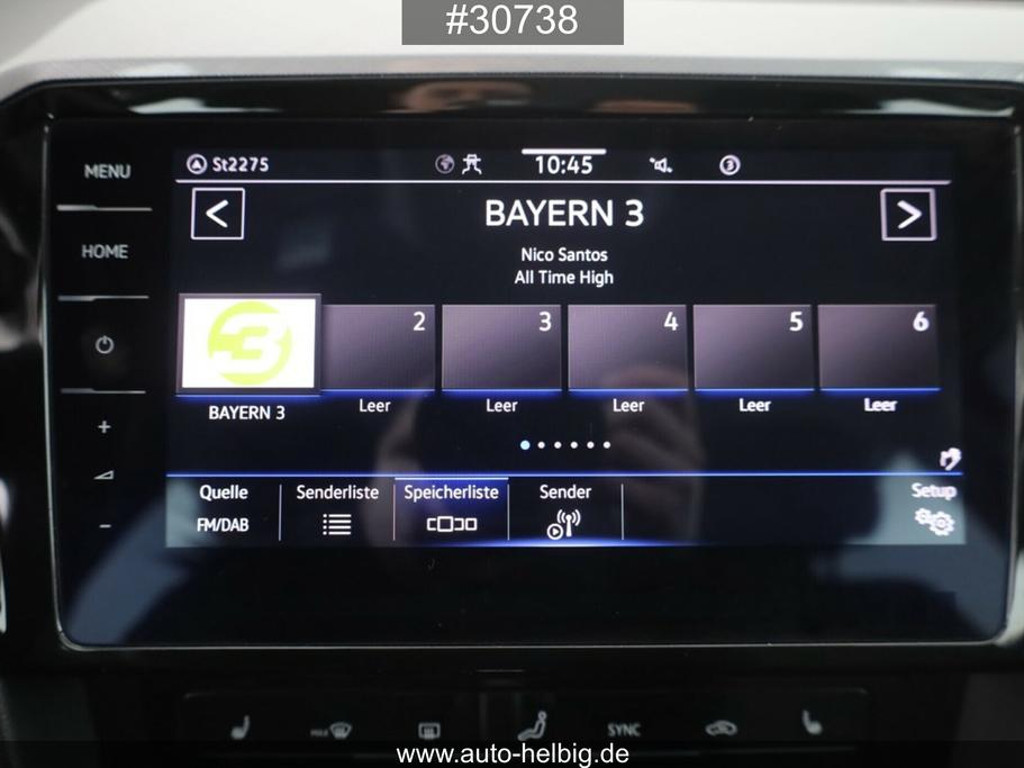 #30738
MENU
St2275
10:45
HOME
BAYERN 3
Nico Santos
All Time High
3
2
3
4
5
6
BAYERN 3
Leer
Leer
Leer
Leer
Leer
+
-
Quelle
Senderliste
Speicherliste
Sender
Setup
FM/DAB
SYNC
www.auto-helbig.de